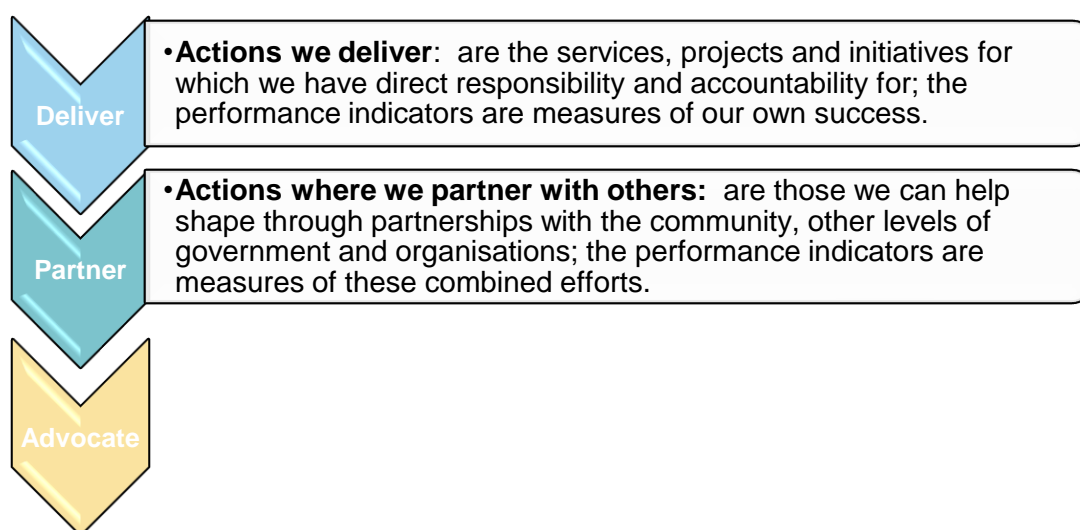 Deliver
•Actions we deliver:  are the services, projects and initiatives for
which we have direct responsibility and accountability for; the
performance indicators are measures of our own success.
Partner
•Actions where we partner with others:  are those we can help
shape through partnerships with the community, other levels of
government and organisations; the performance indicators are
measures of these combined efforts.
Advocate